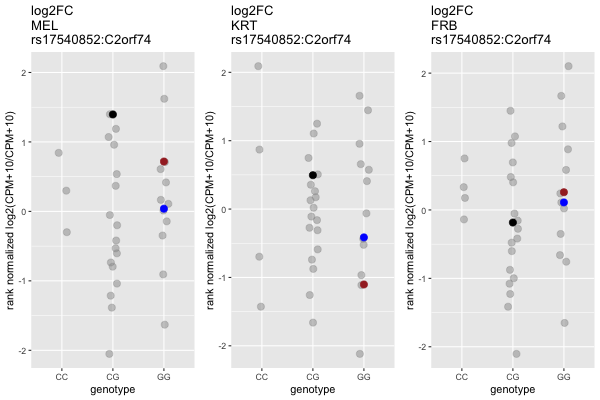 log2FC
MEL
rs17540852:C2orf74
rank normalized log2(CPM+10/CPM+10)
2
1
0
-1
-2
CC CG GG
genotype
log2FC
KRT
rs17540852:C2orf74
rank normalized log2(CPM+10/CPM+10)
2
1
0
-1
-2
CC CG GG
genotype
log2FC
FRB
rs17540852:C2orf74
rank normalized log2(CPM+10/CPM+10)
2
1
0
-1
-2
CC CG GG
genotype